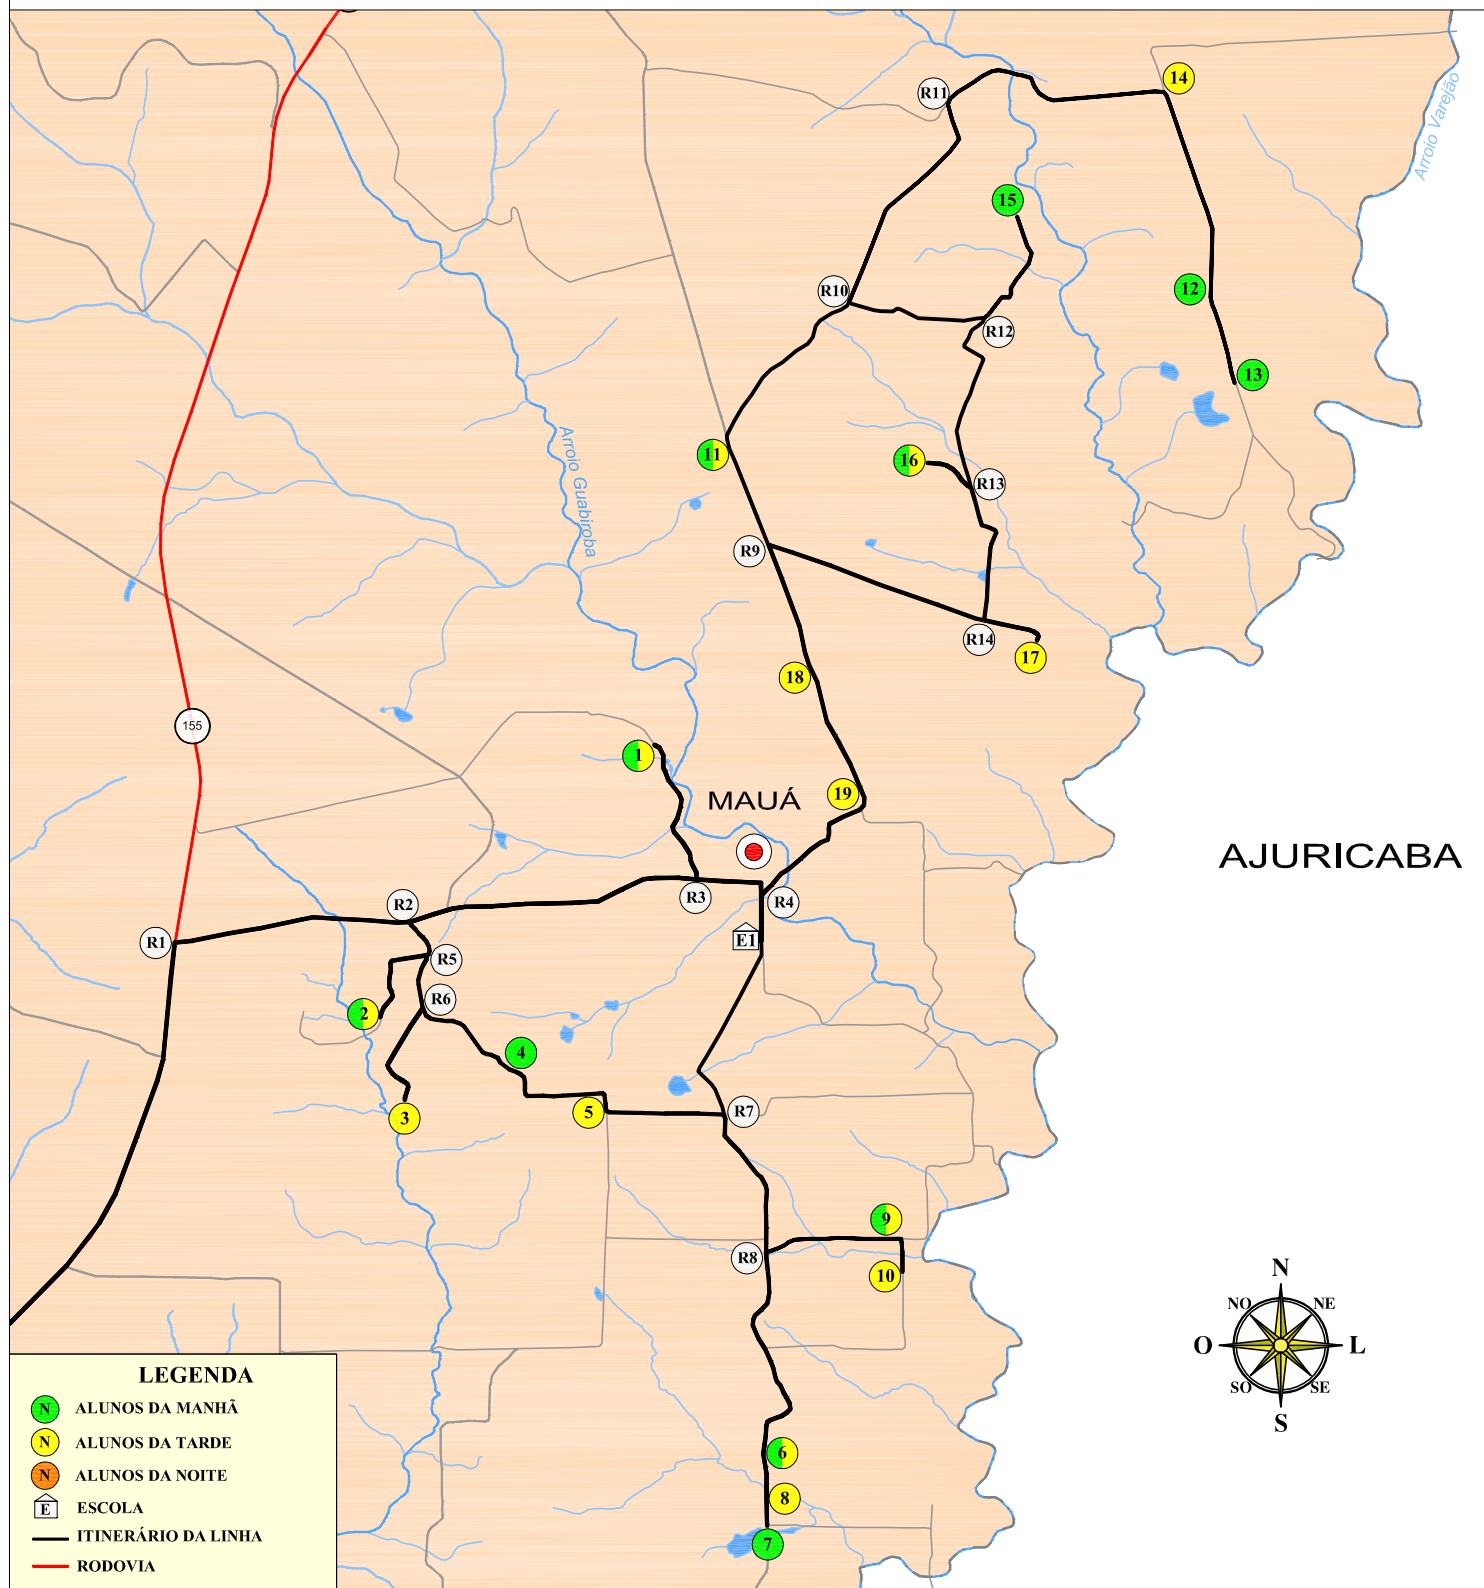 14
R11
Arroio Varejão
15
R10
12
R12
13
11
16
R13
Arroio Guabiroba
R9
R14
17
18
155
1
19
MAUÁ
AJURICABA
R2
R3
R4
R1
E1
R5
R6
2
4
3
5
R7
9
R8
10
N
NO
NE
O
L
SO
SE
S
6
8
7
LEGENDA
N ALUNOS DA MANHÃ
N ALUNOS DA TARDE
N ALUNOS DA NOITE
E ESCOLA
ITINERÁRIO DA LINHA
RODOVIA